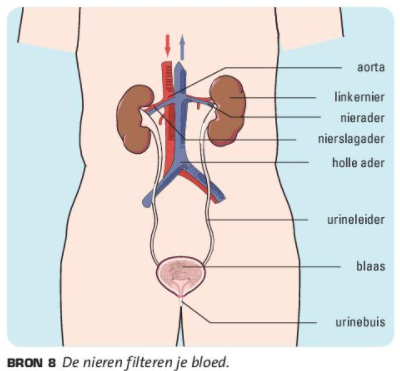 aorta
linkernier
nierader
nierslagader
holle ader
urineleider
blaas
urinebuis
BRON 8 De nieren filteren je bloed.